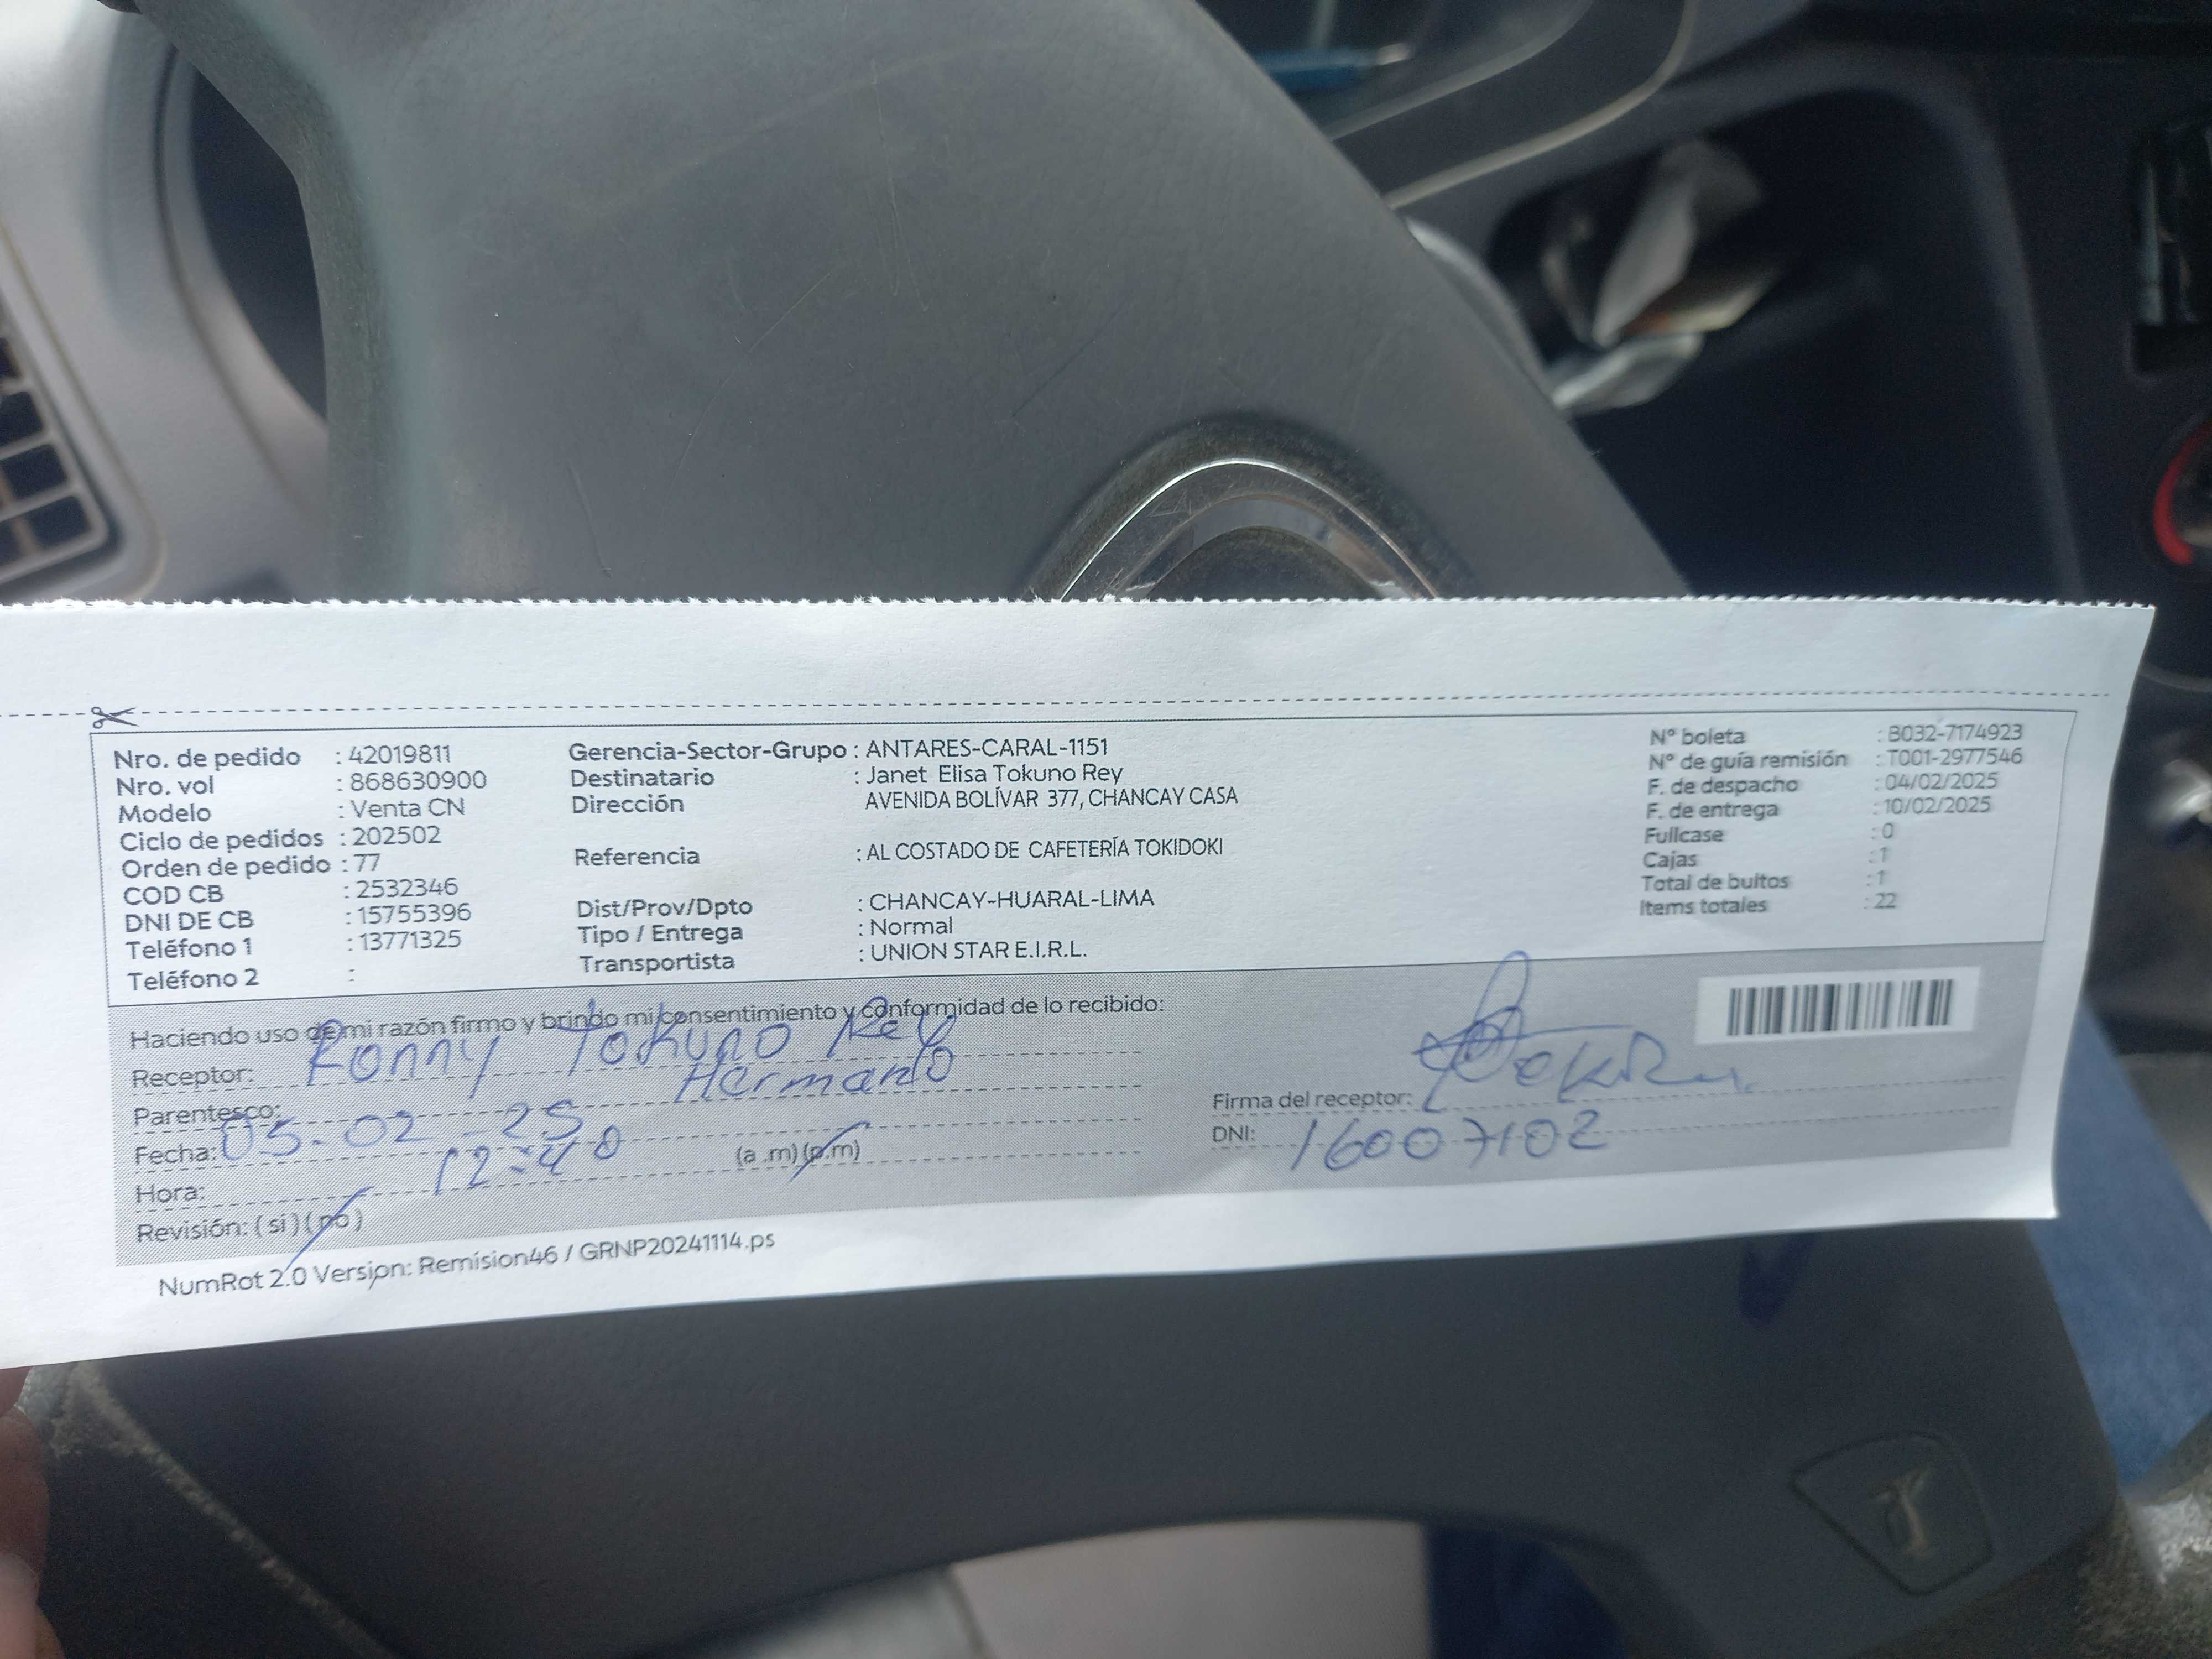 Nro. de pedido : 42019811
Nro. vol : 868630900
Modelo : Venta CN
Ciclo de pedidos : 202502
Orden de pedido : 77
COD CB : 2532346
DNI DE CB : 15755396
Teléfono 1 : 13771325
Teléfono 2 :
Gerencia-Sector-Grupo : ANTARES-CARAL-1151
Destinatario : Janet Elisa Tokuno Rey
Dirección AVENIDA BOLÍVAR 377, CHANCAY CASA
Referencia : AL COSTADO DE CAFETERÍA TOKIDOKI
Dist/Prov/Dpto : CHANCAY-HUARAL-LIMA
Tipo / Entrega : Normal
Transportista : UNION STAR E.I.R.L.
N° boleta : B032-7174923
N° de guía remisión : T001-2977546
F. de despacho : 04/02/2025
F. de entrega : 10/02/2025
Fullcase : 0
Cajas : 1
Total de bultos : 1
Items totales : 22
Haciendo uso de mi razón firmo y brindo mi consentimiento y conformidad de lo recibido:
Receptor: Ronny Tokuno Rey
Parentesco: Hermano
Fecha: 05-02-25
Hora: 12:40 (a .m) (p.m)
Revisión: ( si ) ( no )
Firma del receptor:
DNI: 16007102
NumRot 2.0 Version: Remision46 / GRNP20241114.ps